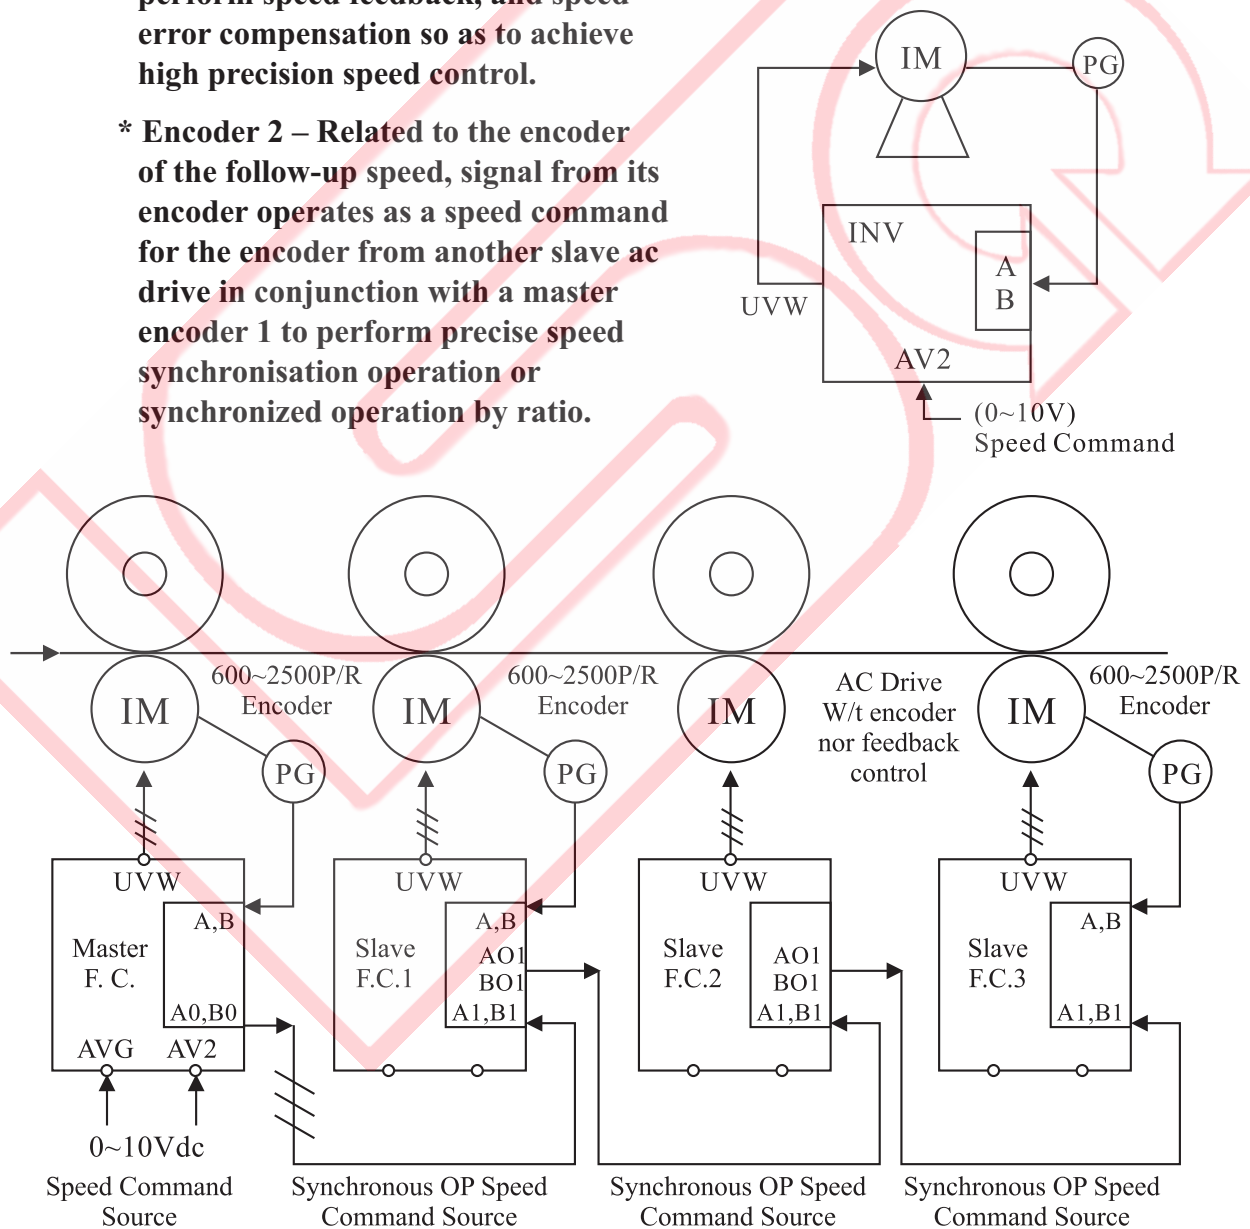 perform speed feedback, and speed
error compensation so as to achieve
high precision speed control.
* Encoder 2 – Related to the encoder
of the follow-up speed, signal from its
encoder operates as a speed command
for the encoder from another slave ac
drive in conjunction with a master
encoder 1 to perform precise speed
synchronisation operation or
synchronized operation by ratio.
IM
PG
INV
A
B
UVW
AV2
(0~10V)
Speed Command
600~2500P/R
Encoder
600~2500P/R
Encoder
AC Drive
W/t encoder
nor feedback
control
600~2500P/R
Encoder
IM
IM
IM
IM
PG
PG
PG
UVW
A,B
Master
F. C.
A0,B0
AVG
AV2
0~10Vdc
Speed Command
Source
UVW
A,B
Slave
F.C.1
AO1
BO1
A1,B1
Synchronous OP Speed
Command Source
UVW
Slave
F.C.2
AO1
BO1
A1,B1
Synchronous OP Speed
Command Source
UVW
A,B
Slave
F.C.3
A1,B1
Synchronous OP Speed
Command Source